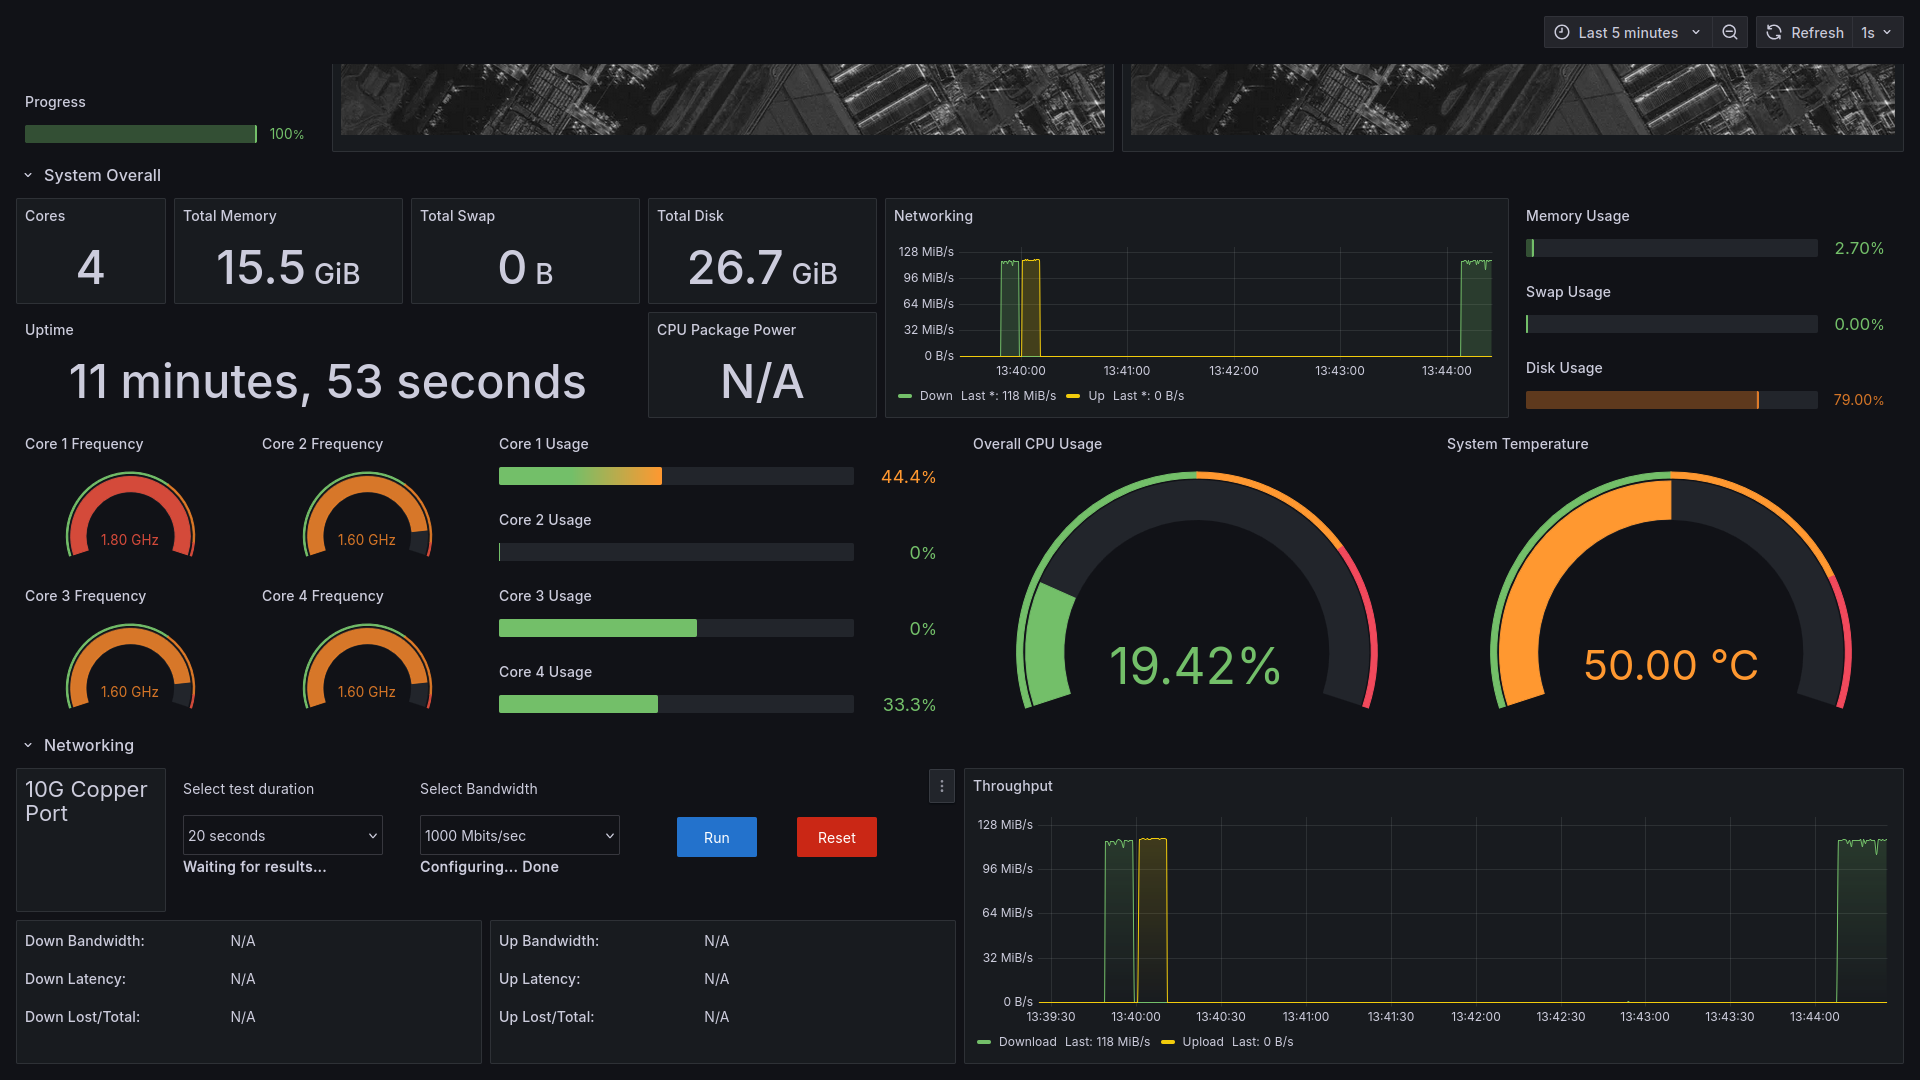 Last 5 minutes
Refresh
1s
Progress
100%
System Overall
Cores
4
Total Memory
15.5 GiB
Total Swap
0 B
Total Disk
26.7 GiB
Uptime
11 minutes, 53 seconds
CPU Package Power
N/A
Networking
128 MiB/s
96 MiB/s
64 MiB/s
32 MiB/s
0 B/s
13:40:00 13:41:00 13:42:00 13:43:00 13:44:00
Down Last *: 118 MiB/s Up Last *: 0 B/s
Memory Usage
2.70%
Swap Usage
0.00%
Disk Usage
79.00%
Core 1 Frequency
1.80 GHz
Core 2 Frequency
1.60 GHz
Core 3 Frequency
1.60 GHz
Core 4 Frequency
1.60 GHz
Core 1 Usage
44.4%
Core 2 Usage
0%
Core 3 Usage
0%
Core 4 Usage
33.3%
Overall CPU Usage
19.42%
System Temperature
50.00 °C
Networking
10G Copper
Port
Select test duration
20 seconds
Waiting for results...
Select Bandwidth
1000 Mbits/sec
Configuring... Done
Run
Reset
Down Bandwidth: N/A
Down Latency: N/A
Down Lost/Total: N/A
Up Bandwidth: N/A
Up Latency: N/A
Up Lost/Total: N/A
Throughput
128 MiB/s
96 MiB/s
64 MiB/s
32 MiB/s
0 B/s
13:39:30 13:40:00 13:40:30 13:41:00 13:41:30 13:42:00 13:42:30 13:43:00 13:43:30 13:44:00
Download Last: 118 MiB/s Upload Last: 0 B/s